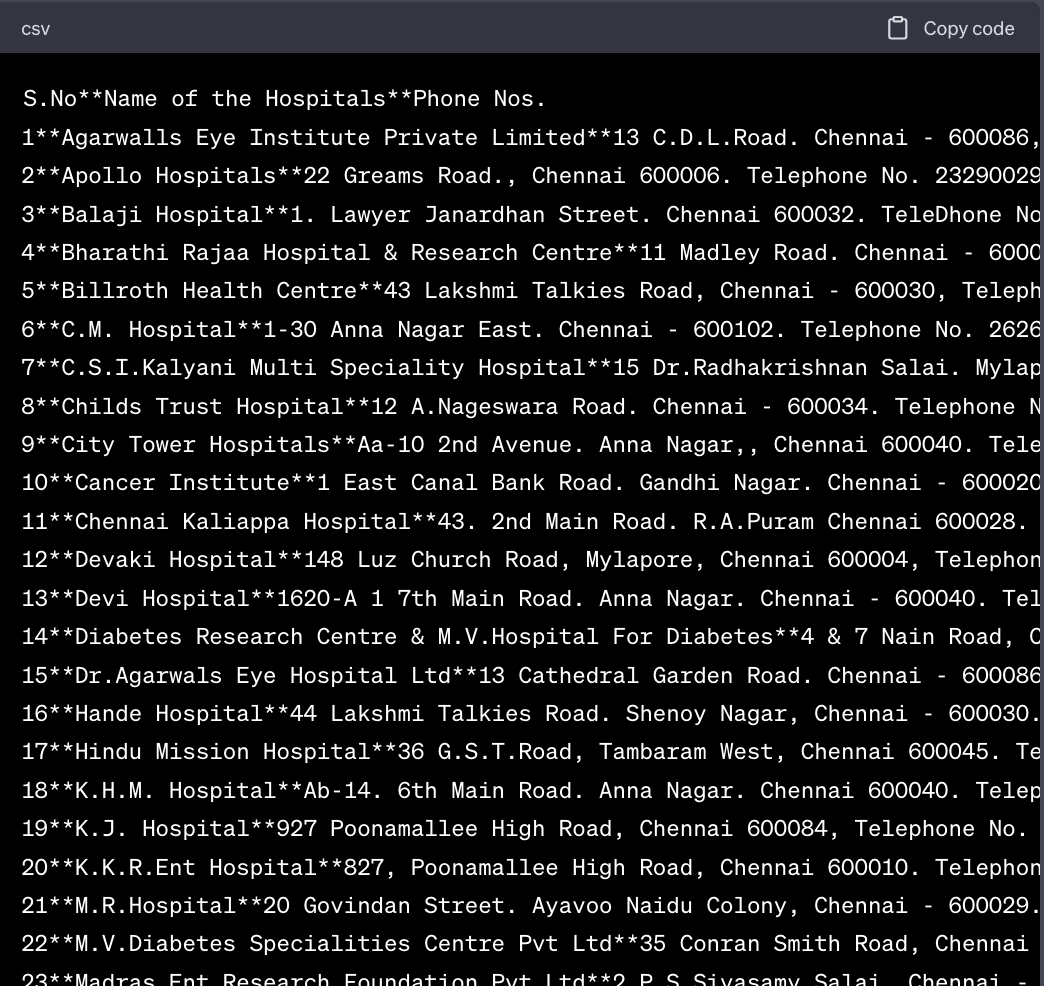 csv
Copy code
S.No**Name of the Hospitals**Phone Nos.
1**Agarwalls Eye Institute Private Limited**13 C.D.L.Road. Chennai - 600086,
2**Apollo Hospitals**22 Greams Road., Chennai 600006. Telephone No. 23290029
3**Balaji Hospital**1. Lawyer Janardhan Street. Chennai 600032. TeleDhone No
4**Bharathi Rajaa Hospital & Research Centre**11 Madley Road. Chennai - 6000
5**Billroth Health Centre**43 Lakshmi Talkies Road, Chennai - 600030, Teleph
6**C.M. Hospital**1-30 Anna Nagar East. Chennai - 600102. Telephone No. 2626
7**C.S.I.Kalyani Multi Speciality Hospital**15 Dr.Radhakrishnan Salai. Mylap
8**Childs Trust Hospital**12 A.Nageswara Road. Chennai - 600034. Telephone N
9**City Tower Hospitals**Aa-10 2nd Avenue. Anna Nagar,, Chennai 600040. Tele
10**Cancer Institute**1 East Canal Bank Road. Gandhi Nagar. Chennai - 600020
11**Chennai Kaliappa Hospital**43. 2nd Main Road. R.A.Puram Chennai 600028.
12**Devaki Hospital**148 Luz Church Road, Mylapore, Chennai 600004, Telephon
13**Devi Hospital**1620-A 1 7th Main Road. Anna Nagar. Chennai - 600040. Tel
14**Diabetes Research Centre & M.V.Hospital For Diabetes**4 & 7 Nain Road, C
15**Dr.Agarwals Eye Hospital Ltd**13 Cathedral Garden Road. Chennai - 600086
16**Hande Hospital**44 Lakshmi Talkies Road. Shenoy Nagar, Chennai - 600030.
17**Hindu Mission Hospital**36 G.S.T.Road, Tambaram West, Chennai 600045. Te
18**K.H.M. Hospital**Ab-14. 6th Main Road. Anna Nagar. Chennai 600040. Telep
19**K.J. Hospital**927 Poonamallee High Road, Chennai 600084, Telephone No.
20**K.K.R.Ent Hospital**827, Poonamallee High Road, Chennai 600010. Telephon
21**M.R.Hospital**20 Govindan Street. Ayavoo Naidu Colony, Chennai - 600029.
22**M.V.Diabetes Specialities Centre Pvt Ltd**35 Conran Smith Road, Chennai
23**Madras Ent Research Foundation Pvt Ltd**2 P.S.Sivasamy Salai. Chennai -